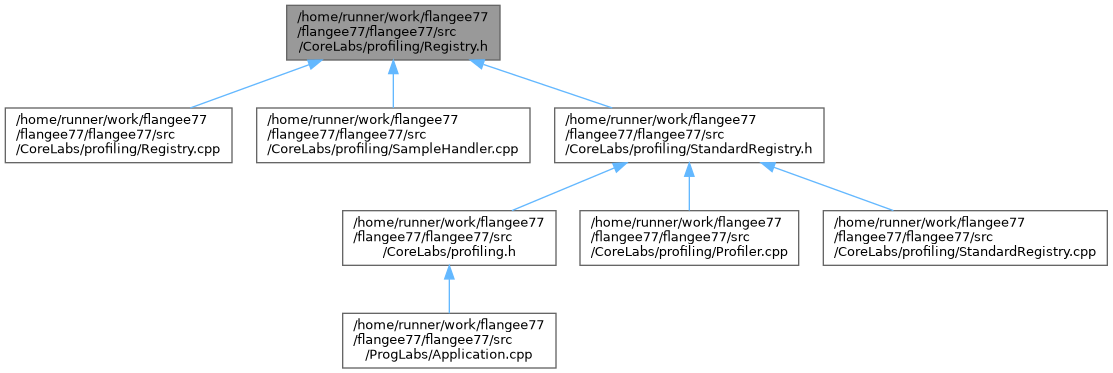 /home/runner/work/flangee77
/flangee77/flangee77/src
/CoreLabs/profiling/Registry.h
/home/runner/work/flangee77
/flangee77/flangee77/src
/CoreLabs/profiling/Registry.cpp
/home/runner/work/flangee77
/flangee77/flangee77/src
/CoreLabs/profiling/SampleHandler.cpp
/home/runner/work/flangee77
/flangee77/flangee77/src
/CoreLabs/profiling/StandardRegistry.h
/home/runner/work/flangee77
/flangee77/flangee77/src
/CoreLabs/profiling.h
/home/runner/work/flangee77
/flangee77/flangee77/src
/CoreLabs/profiling/Profiler.cpp
/home/runner/work/flangee77
/flangee77/flangee77/src
/CoreLabs/profiling/StandardRegistry.cpp
/home/runner/work/flangee77
/flangee77/flangee77/src
/ProgLabs/Application.cpp